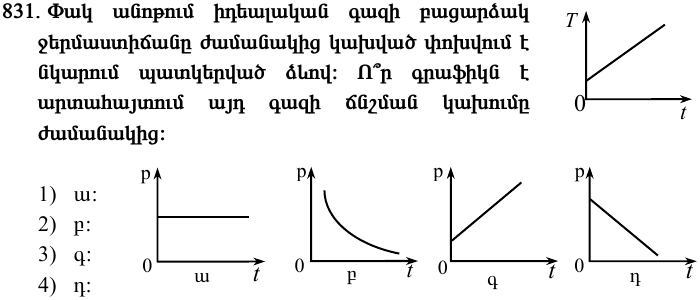 831. Փակ անոթում իդեալական գազի բացարձակ
ջերմաստիճանը ժամանակից կախված փոխվում է
նկարում պատկերված ձևով: Ո՞ր գրաֆիկն է
արտահայտում այդ գազի ճնշման կախումը
ժամանակից:
T
0
t
1) ա:
2) բ:
3) գ:
4) դ:
p
0
ա
t
p
0
բ
t
p
0
գ
t
p
0
դ
t